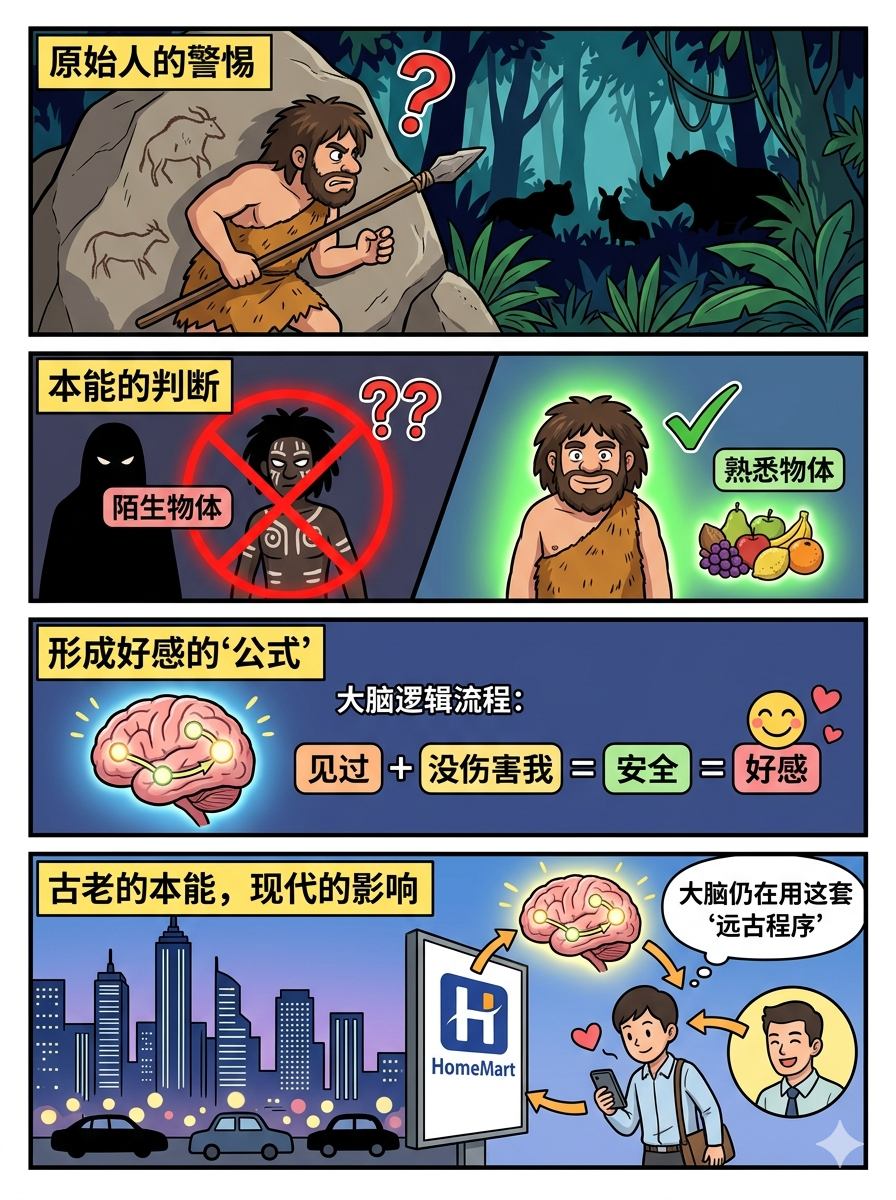 原始人的警惕
本能的判断
陌生物体
熟悉物体
形成好感的‘公式’
大脑逻辑流程：
见过 + 没伤害我 = 安全 = 好感
古老的本能，现代的影响
大脑仍在用这套
‘远古程序’
HomeMart